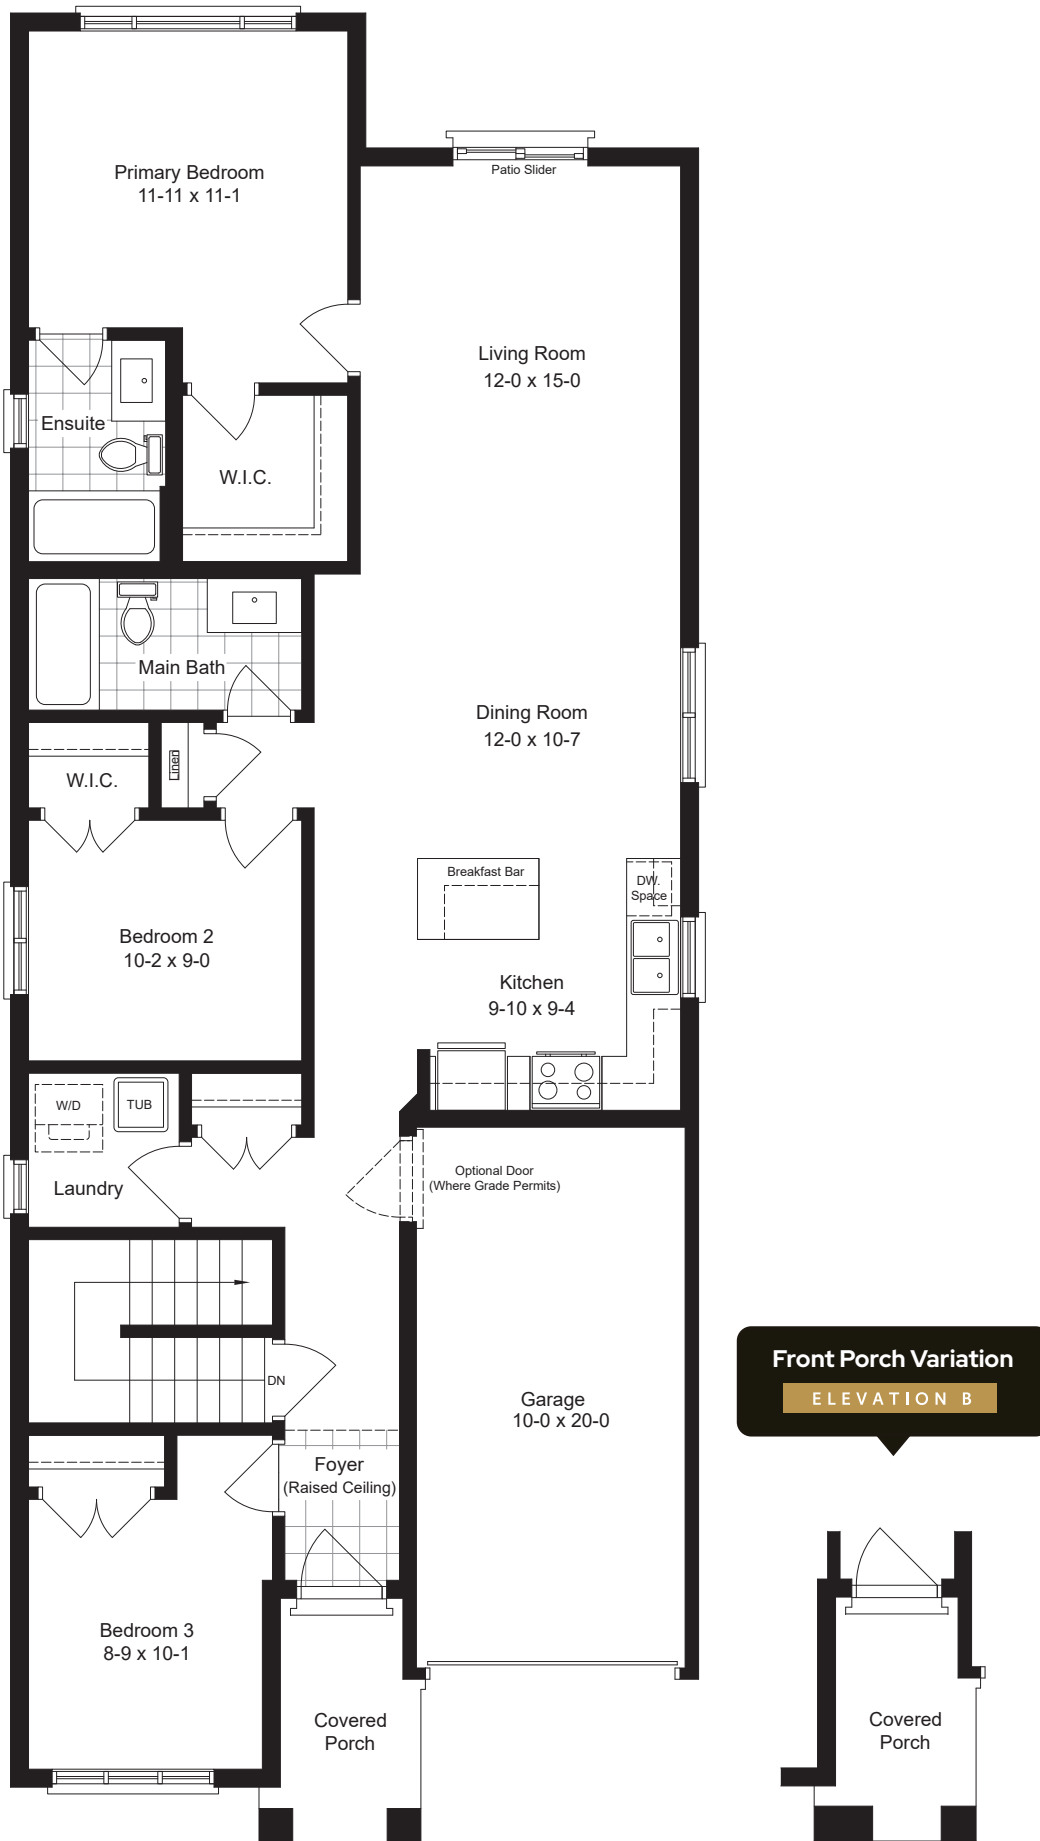 Primary Bedroom
11-11 x 11-1
Patio Slider
Living Room
12-0 x 15-0
Ensuite
W.I.C.
Main Bath
Dining Room
12-0 x 10-7
Linen
W.I.C.
Breakfast Bar
DW.
Space
Bedroom 2
10-2 x 9-0
Kitchen
9-10 x 9-4
W/D
TUB
Laundry
Optional Door
(Where Grade Permits)
DN
Garage
10-0 x 20-0
Foyer
(Raised Ceiling)
Bedroom 3
8-9 x 10-1
Covered
Porch
Front Porch Variation
ELEVATION B
Covered
Porch